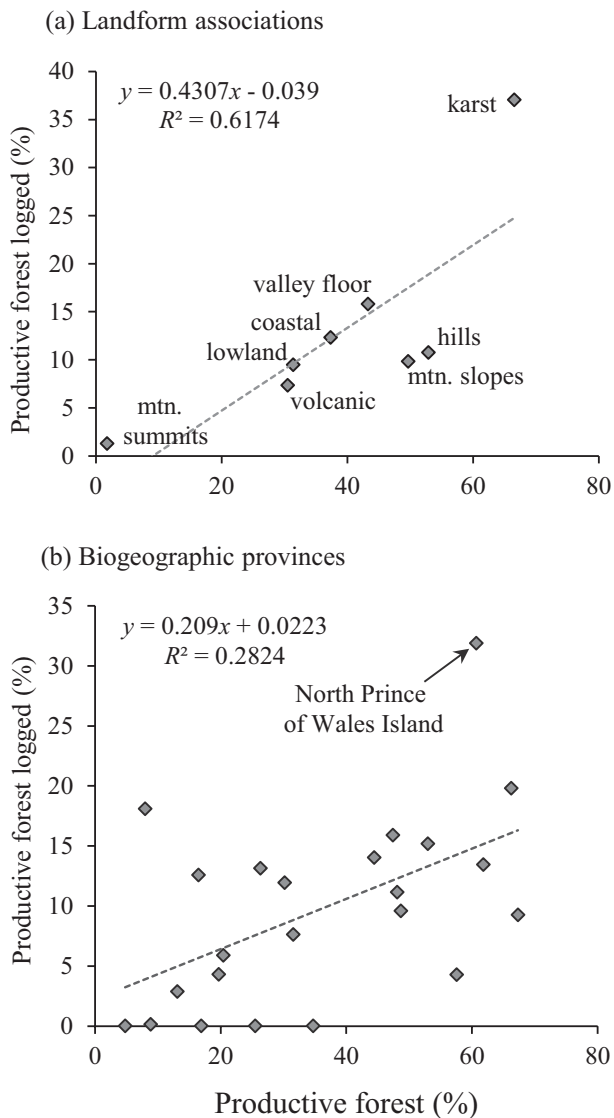 (a) Landform associations
40
35
30
25
20
15
10
5
0
Productive forest logged (%)
y = 0.4307x - 0.039
R² = 0.6174
karst
valley floor
coastal
lowland
hills
mtn. slopes
volcanic
mtn.
summits
0 20 40 60 80
(b) Biogeographic provinces
35
30
25
20
15
10
5
0
Productive forest logged (%)
y = 0.209x + 0.0223
R² = 0.2824
North Prince
of Wales Island
0 20 40 60 80
Productive forest (%)